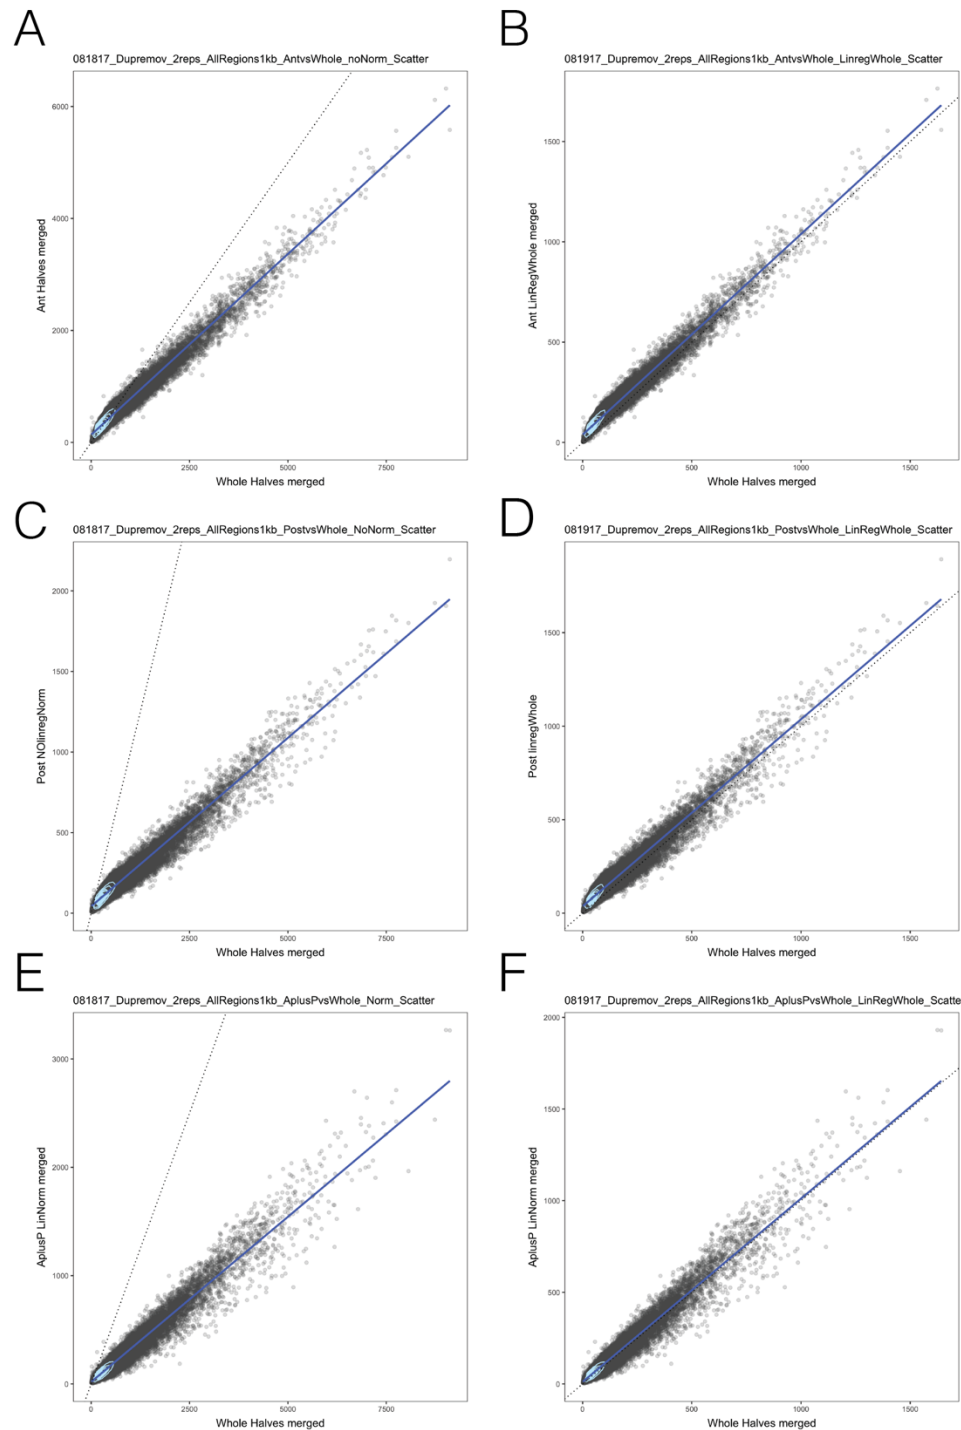 A
081817_Dupremov_2reps_AllRegions1kb_AntvsWhole_noNorm_Scatter
Ant Halves merged
6000
4000
2000
0
0
2500
5000
7500
Whole Halves merged
B
081917_Dupremov_2reps_AllRegions1kb_AntvsWhole_LinregWhole_Scatter
Ant LinRegWhole merged
1500
1000
500
0
0
500
1000
1500
Whole Halves merged
C
081817_Dupremov_2reps_AllRegions1kb_PostvsWhole_NoNorm_Scatter
Post NOlinregNorm
2000
1500
1000
500
0
0
2500
5000
7500
Whole Halves merged
D
081917_Dupremov_2reps_AllRegions1kb_PostvsWhole_LinRegWhole_Scatter
Post linregWhole
1500
1000
500
0
0
500
1000
1500
Whole Halves merged
E
081817_Dupremov_2reps_AllRegions1kb_AplusPvsWhole_Norm_Scatter
AplusP LinNorm merged
3000
2000
1000
0
0
2500
5000
7500
Whole Halves merged
F
081917_Dupremov_2reps_AllRegions1kb_AplusPvsWhole_LinRegWhole_Scatte
AplusP LinNorm merged
2000
1500
1000
500
0
0
500
1000
1500
Whole Halves merged